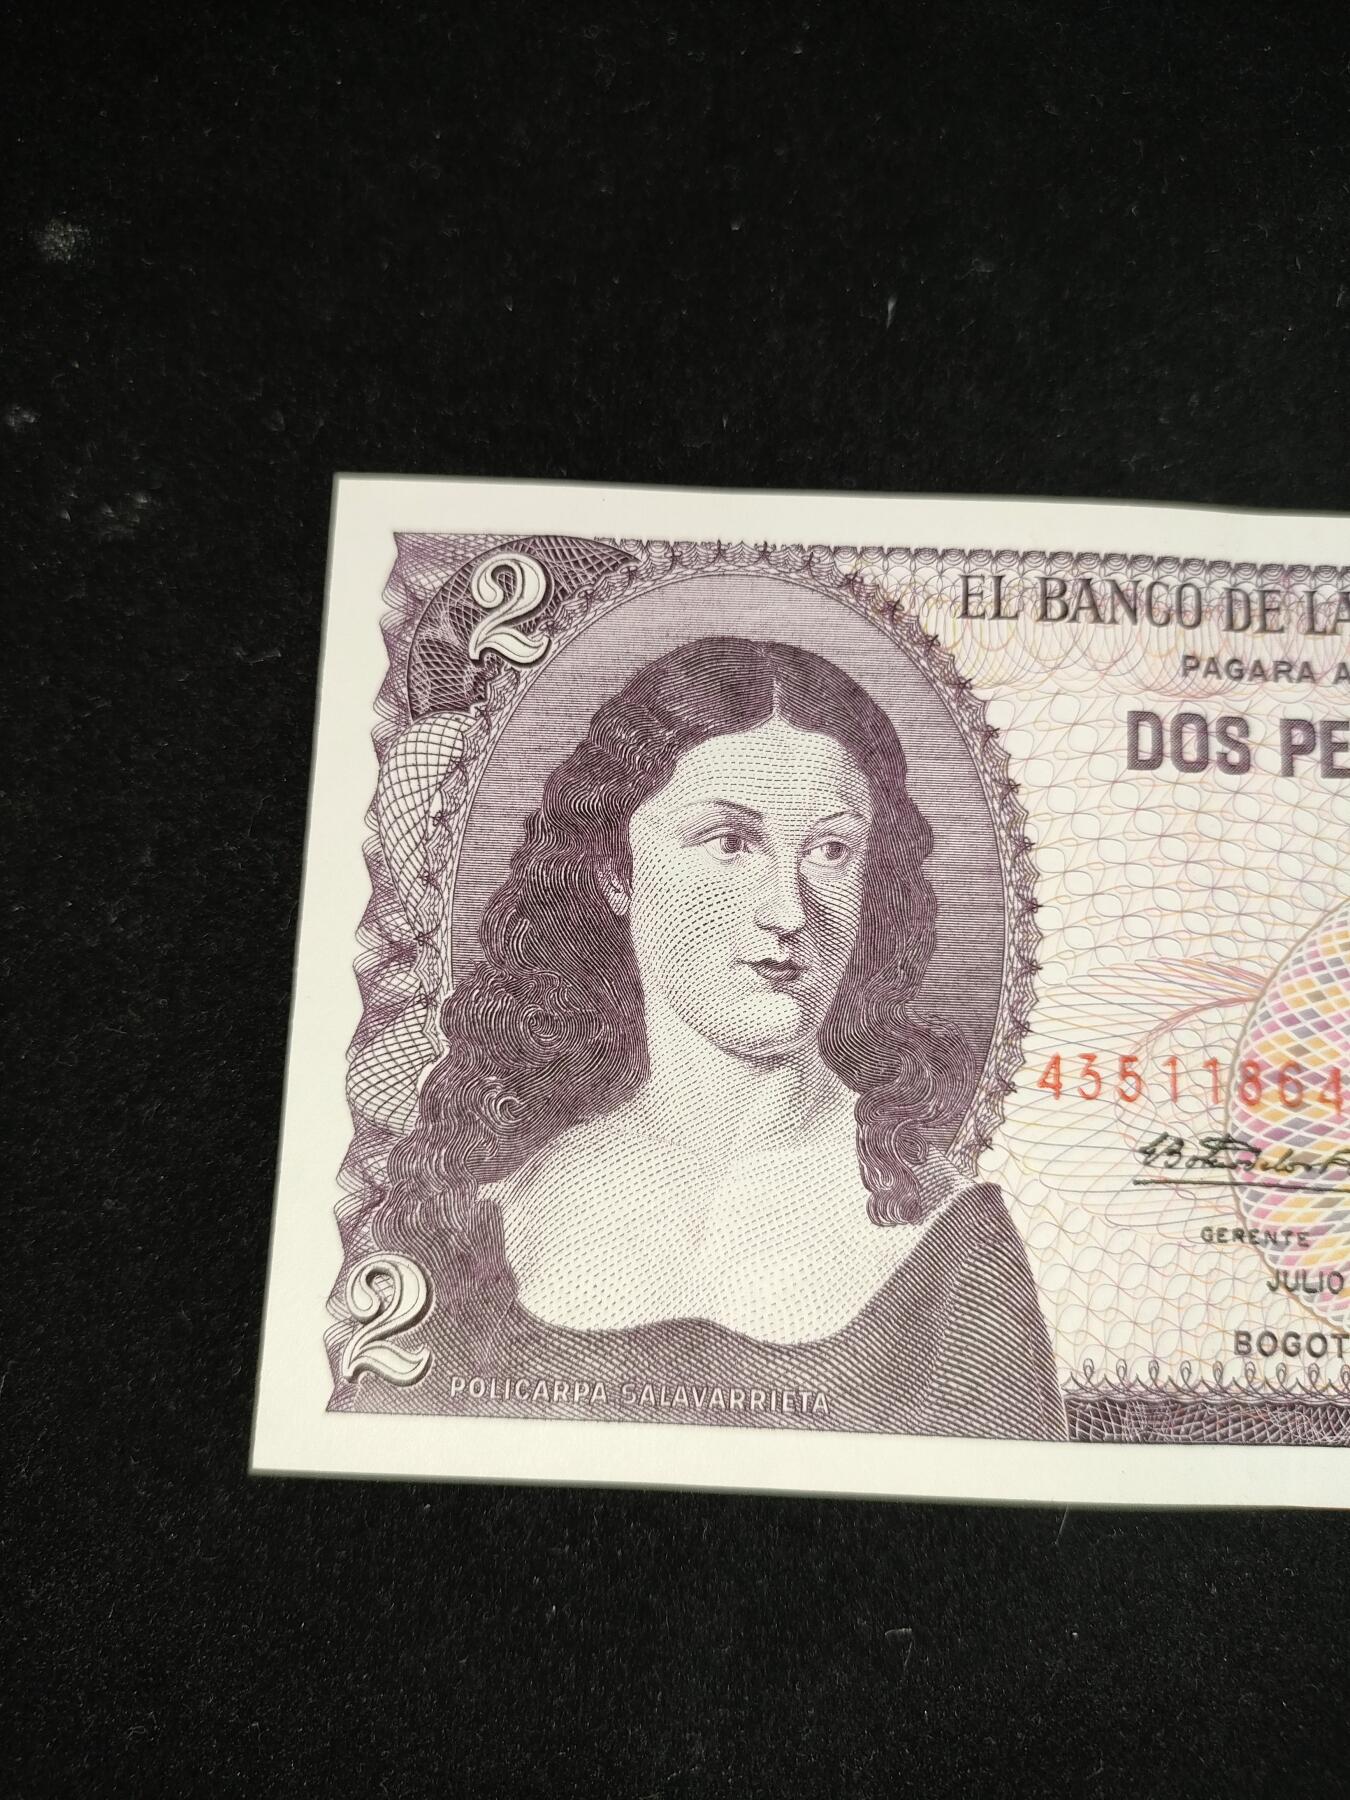 2
EL BANCO DE LA
PAGARA A
DOS PE
43511864
GERENTE
JULIO
BOGOT
2
POLICARPA SALAVARRIETA